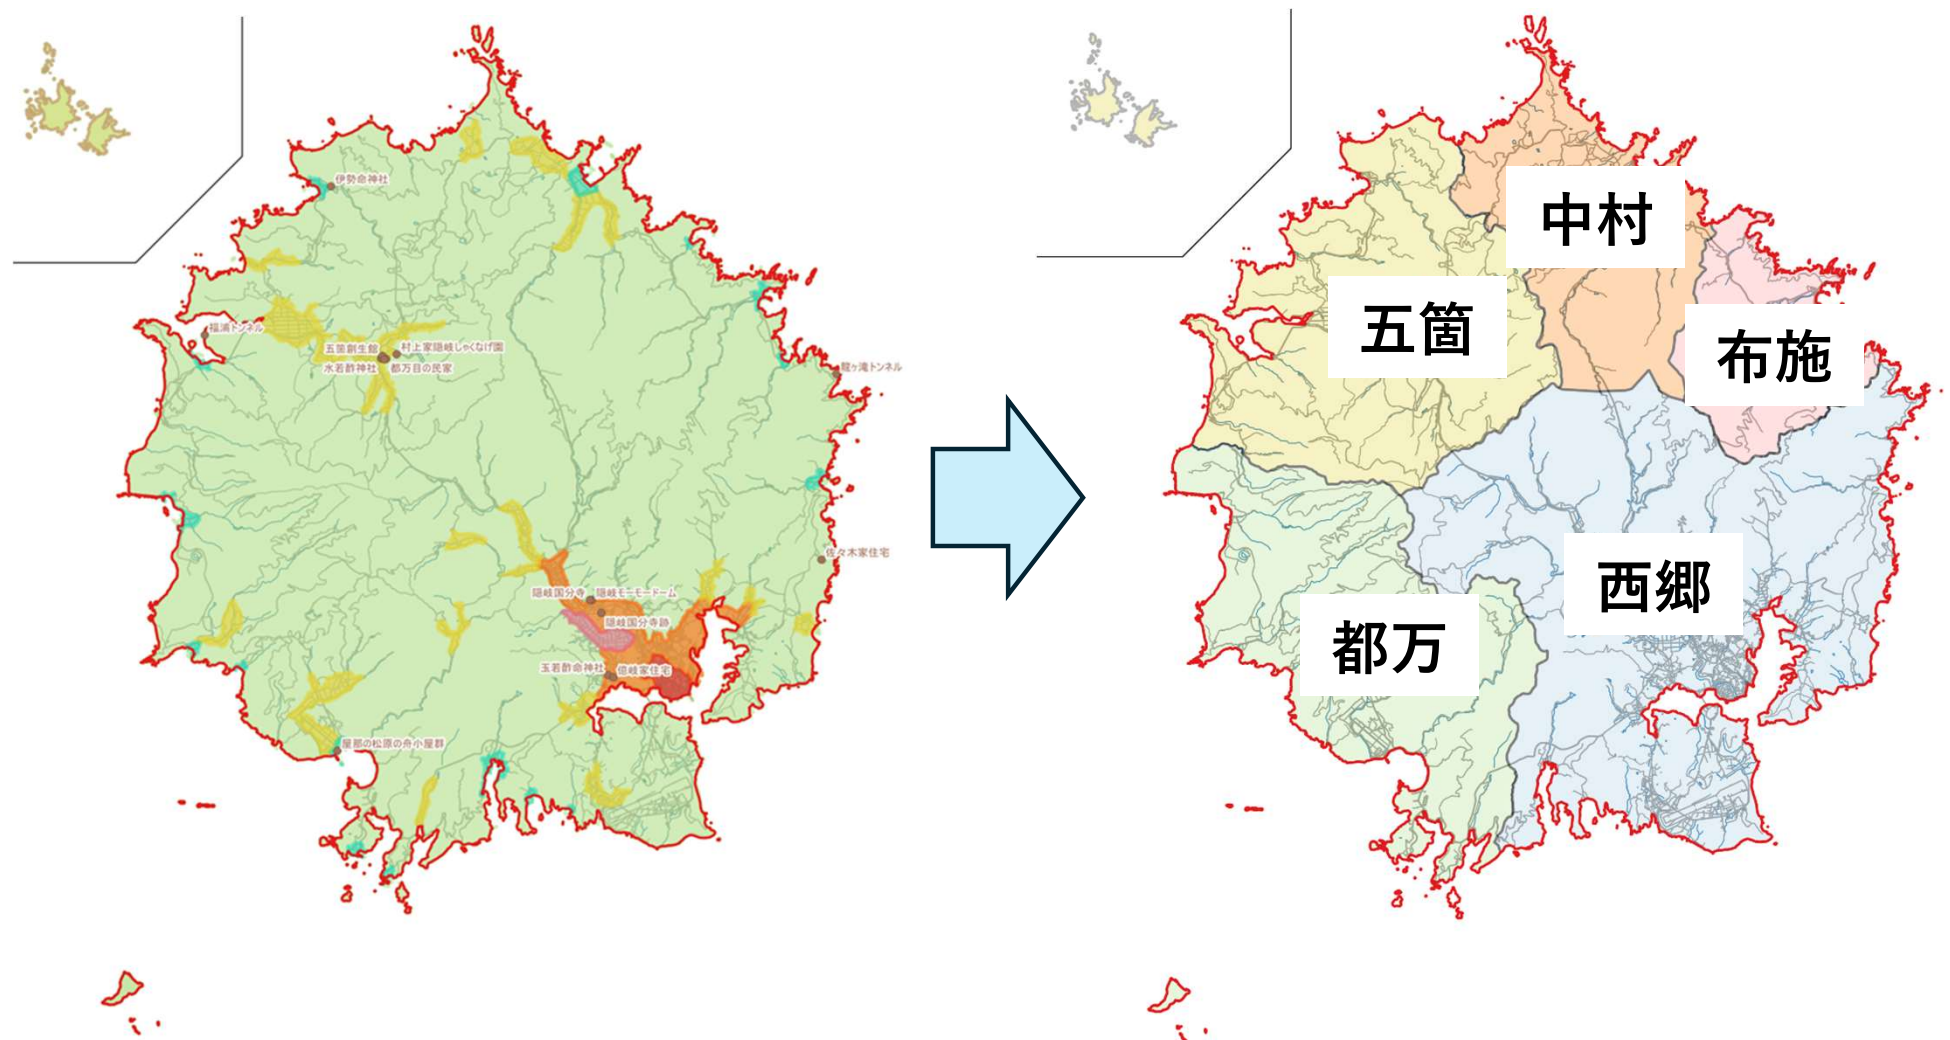 伊勢命神社
福浦トンネル
五箇創生館
村上家隠岐しゃくなげ園
水若酢神社
都万目の民家
鞁ヶ滝トンネル
佐々木家住宅
隠岐国分寺
隠岐モーモードーム
隠岐国分寺跡
玉若酢命神社
億岐家住宅
屋那の松原の舟小屋群
中村
五箇
布施
西郷
都万